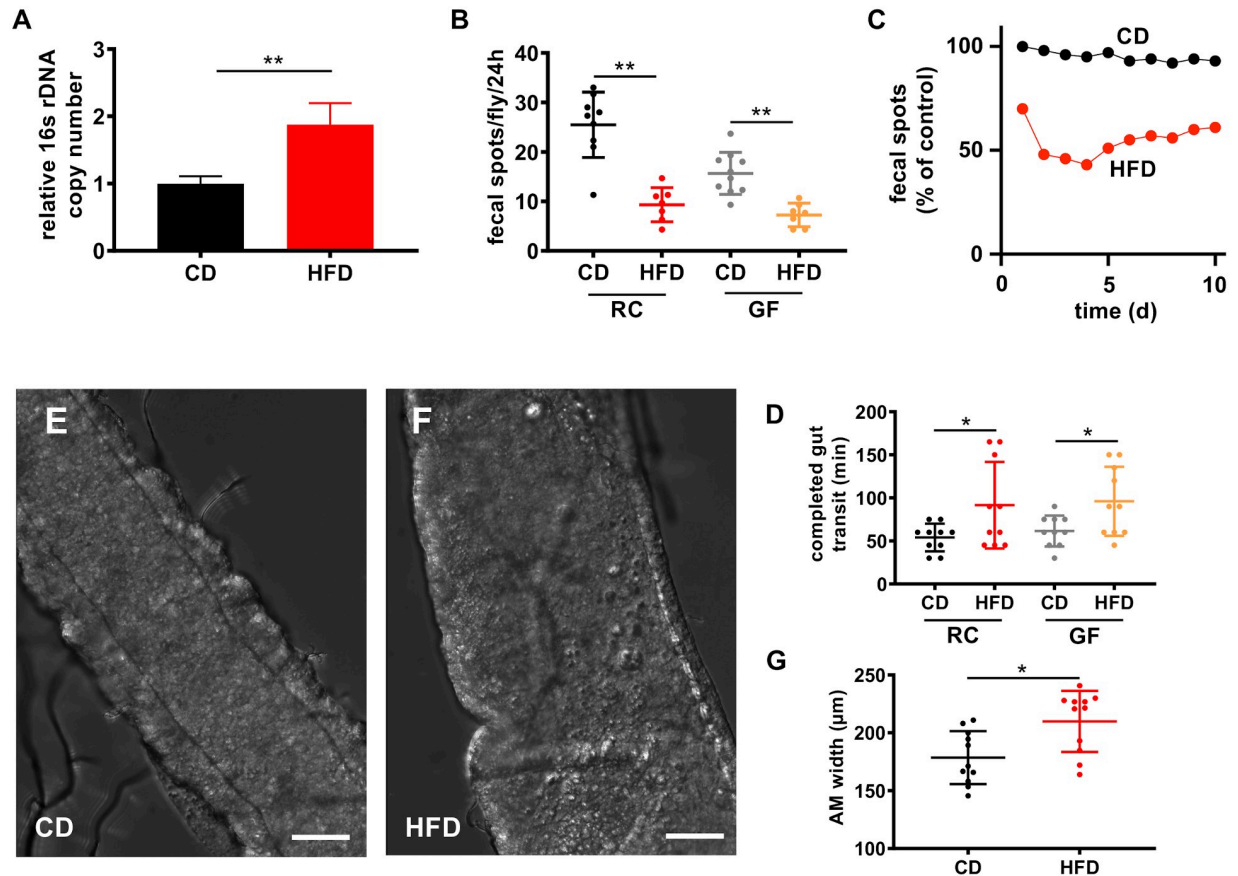 A
relative 16s rDNA
copy number
3
2
1
0
**
CD
HFD
B
fecal spots/fly/24h
40
30
20
10
0
**
**
CD
HFD
CD
HFD
RC
GF
C
fecal spots
(% of control)
100
50
0
CD
HFD
0
5
10
time (d)
E
CD
F
HFD
D
completed gut
transit (min)
200
150
100
50
0
*
*
CD
HFD
CD
HFD
RC
GF
G
AM width (µm)
250
200
150
100
*
CD
HFD